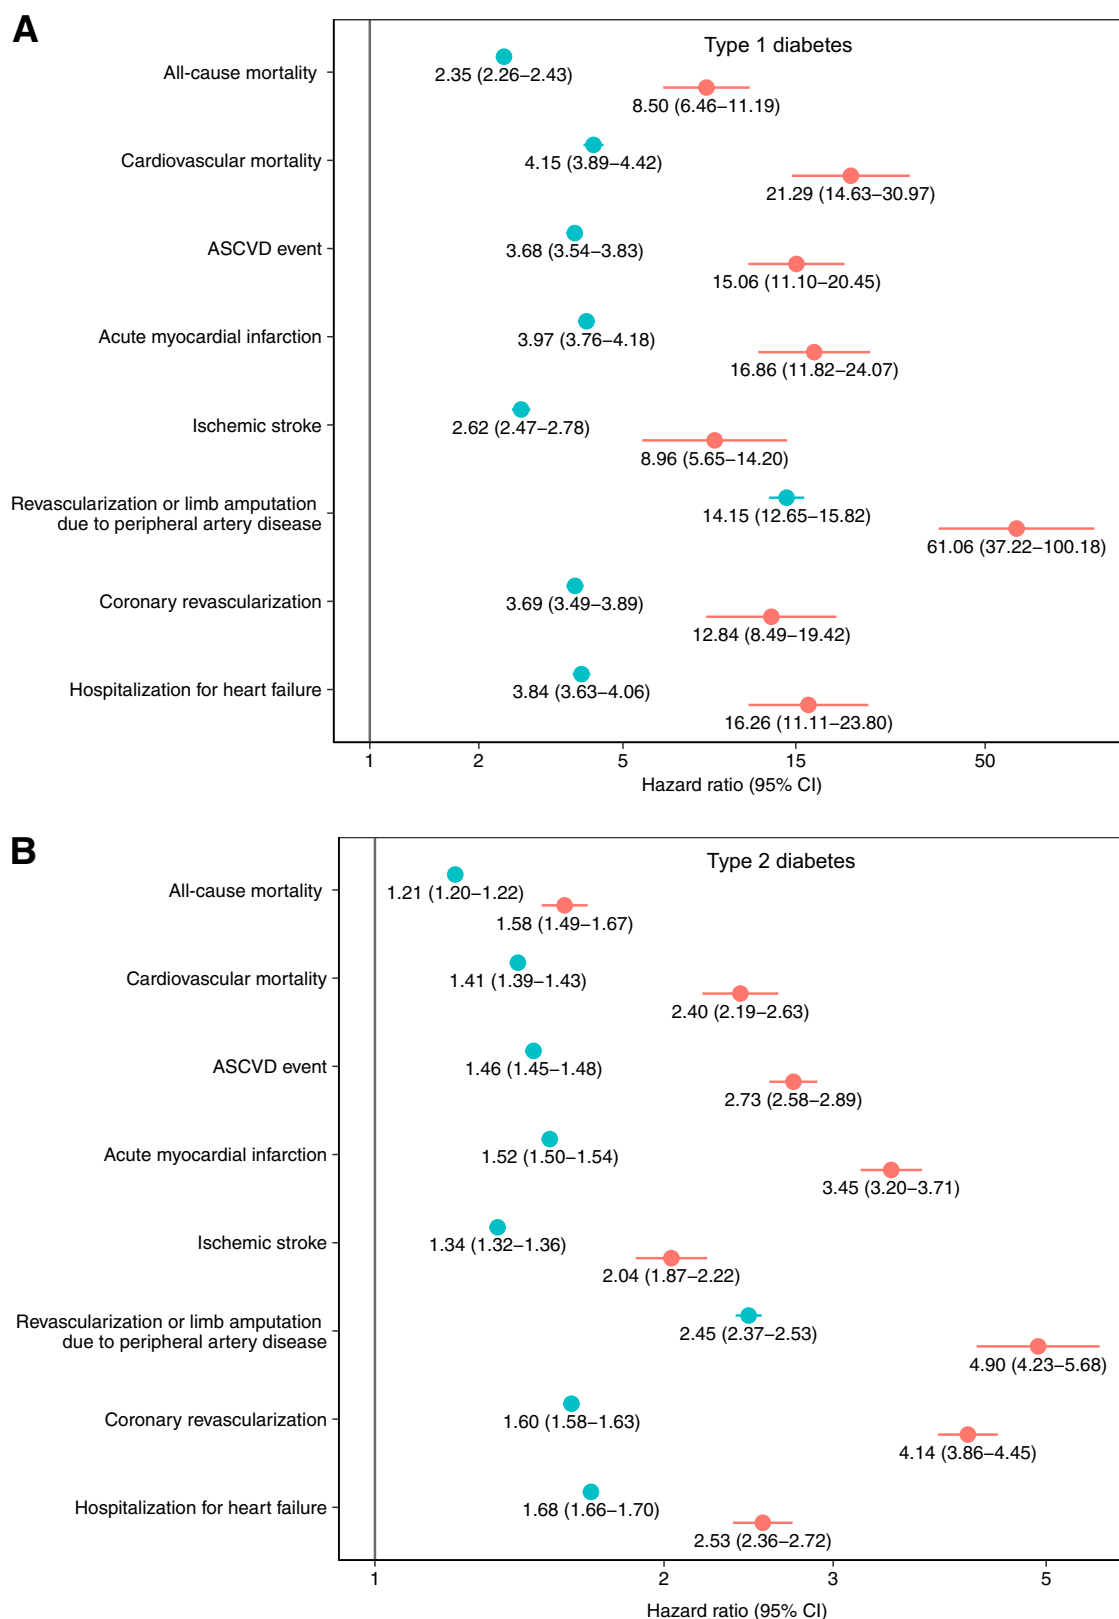 A
Type 1 diabetes
All-cause mortality
2.35 (2.26–2.43)
8.50 (6.46–11.19)
Cardiovascular mortality
4.15 (3.89–4.42)
21.29 (14.63–30.97)
ASCVD event
3.68 (3.54–3.83)
15.06 (11.10–20.45)
Acute myocardial infarction
3.97 (3.76–4.18)
16.86 (11.82–24.07)
Ischemic stroke
2.62 (2.47–2.78)
8.96 (5.65–14.20)
Revascularization or limb amputation
due to peripheral artery disease
14.15 (12.65–15.82)
61.06 (37.22–100.18)
Coronary revascularization
3.69 (3.49–3.89)
12.84 (8.49–19.42)
Hospitalization for heart failure
3.84 (3.63–4.06)
16.26 (11.11–23.80)
1 2 5 15 50
Hazard ratio (95% CI)
B
Type 2 diabetes
All-cause mortality
1.21 (1.20–1.22)
1.58 (1.49–1.67)
Cardiovascular mortality
1.41 (1.39–1.43)
2.40 (2.19–2.63)
ASCVD event
1.46 (1.45–1.48)
2.73 (2.58–2.89)
Acute myocardial infarction
1.52 (1.50–1.54)
3.45 (3.20–3.71)
Ischemic stroke
1.34 (1.32–1.36)
2.04 (1.87–2.22)
Revascularization or limb amputation
due to peripheral artery disease
2.45 (2.37–2.53)
4.90 (4.23–5.68)
Coronary revascularization
1.60 (1.58–1.63)
4.14 (3.86–4.45)
Hospitalization for heart failure
1.68 (1.66–1.70)
2.53 (2.36–2.72)
1 2 3 5
Hazard ratio (95% CI)